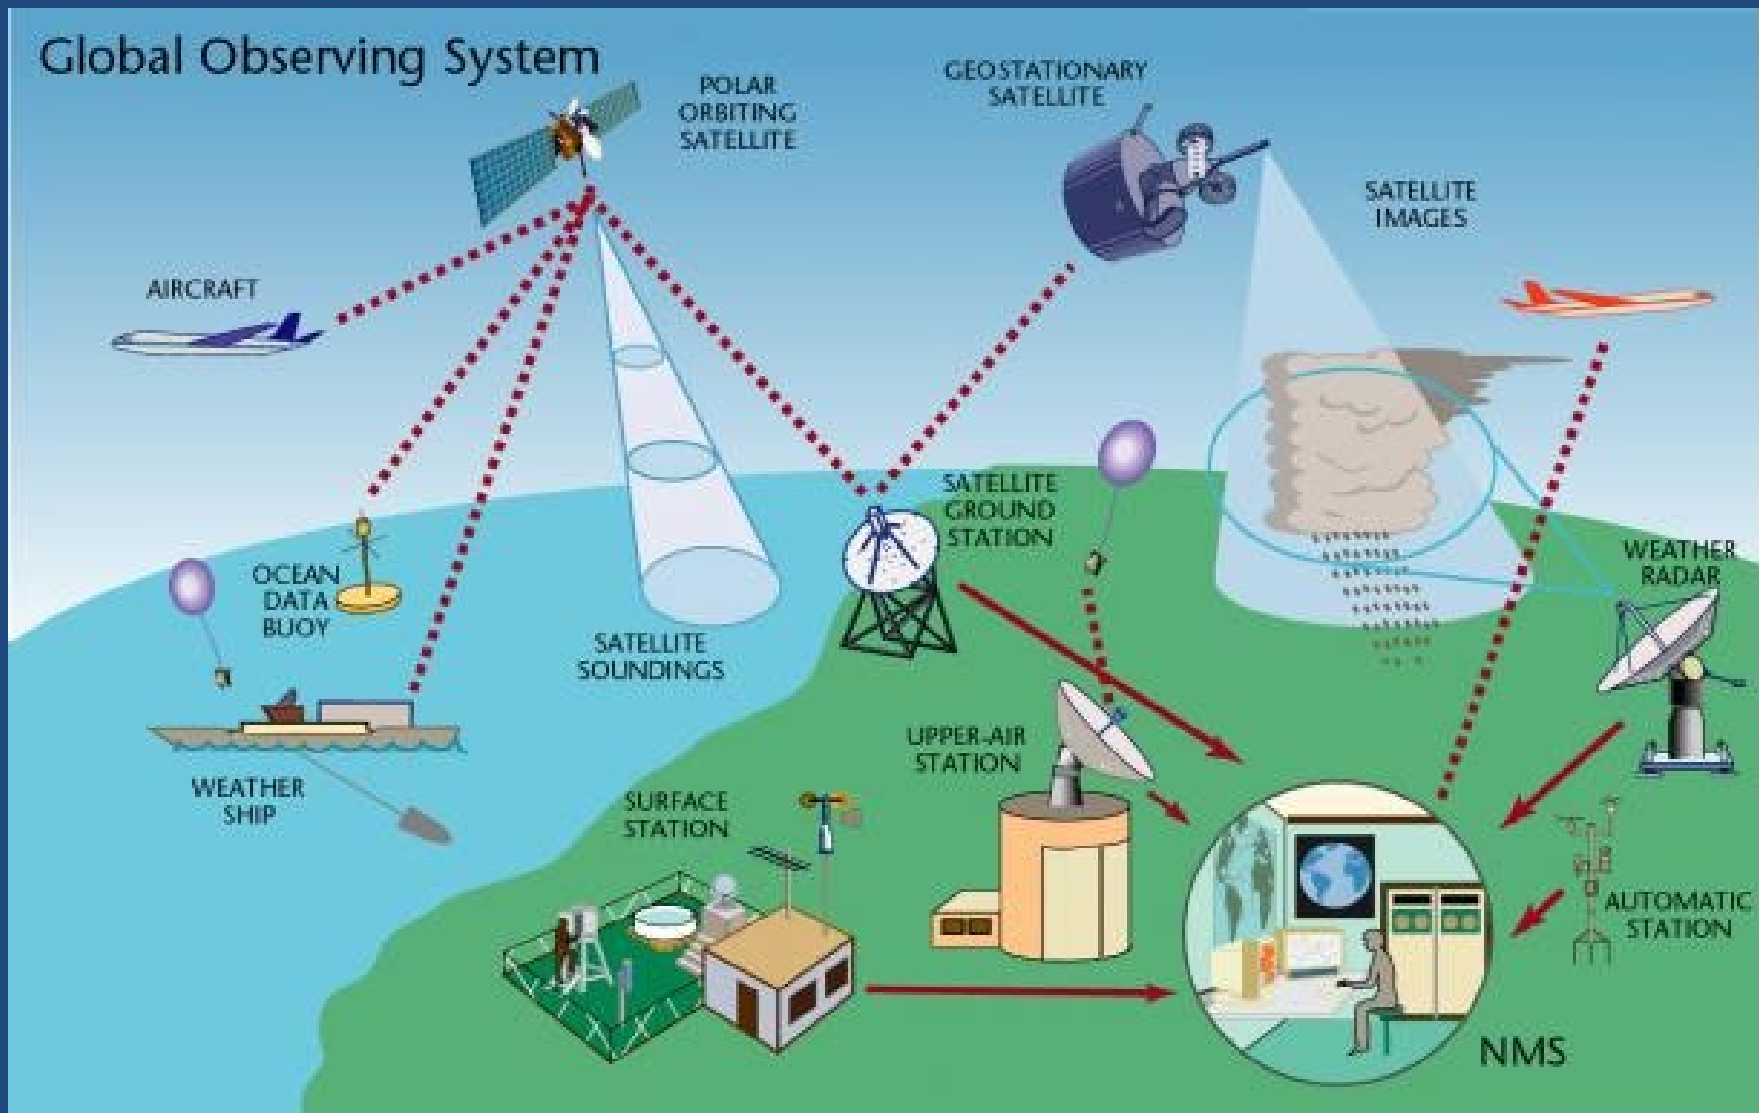 Global Observing System
POLAR
ORBITING
SATELLITE
GEOSTATIONARY
SATELLITE
SATELLITE
IMAGES
AIRCRAFT
SATELLITE
GROUND
STATION
WEATHER
RADAR
OCEAN
DATA
BUOY
SATELLITE
SOUNDINGS
UPPER-AIR
STATION
WEATHER
SHIP
SURFACE
STATION
AUTOMATIC
STATION
NMS